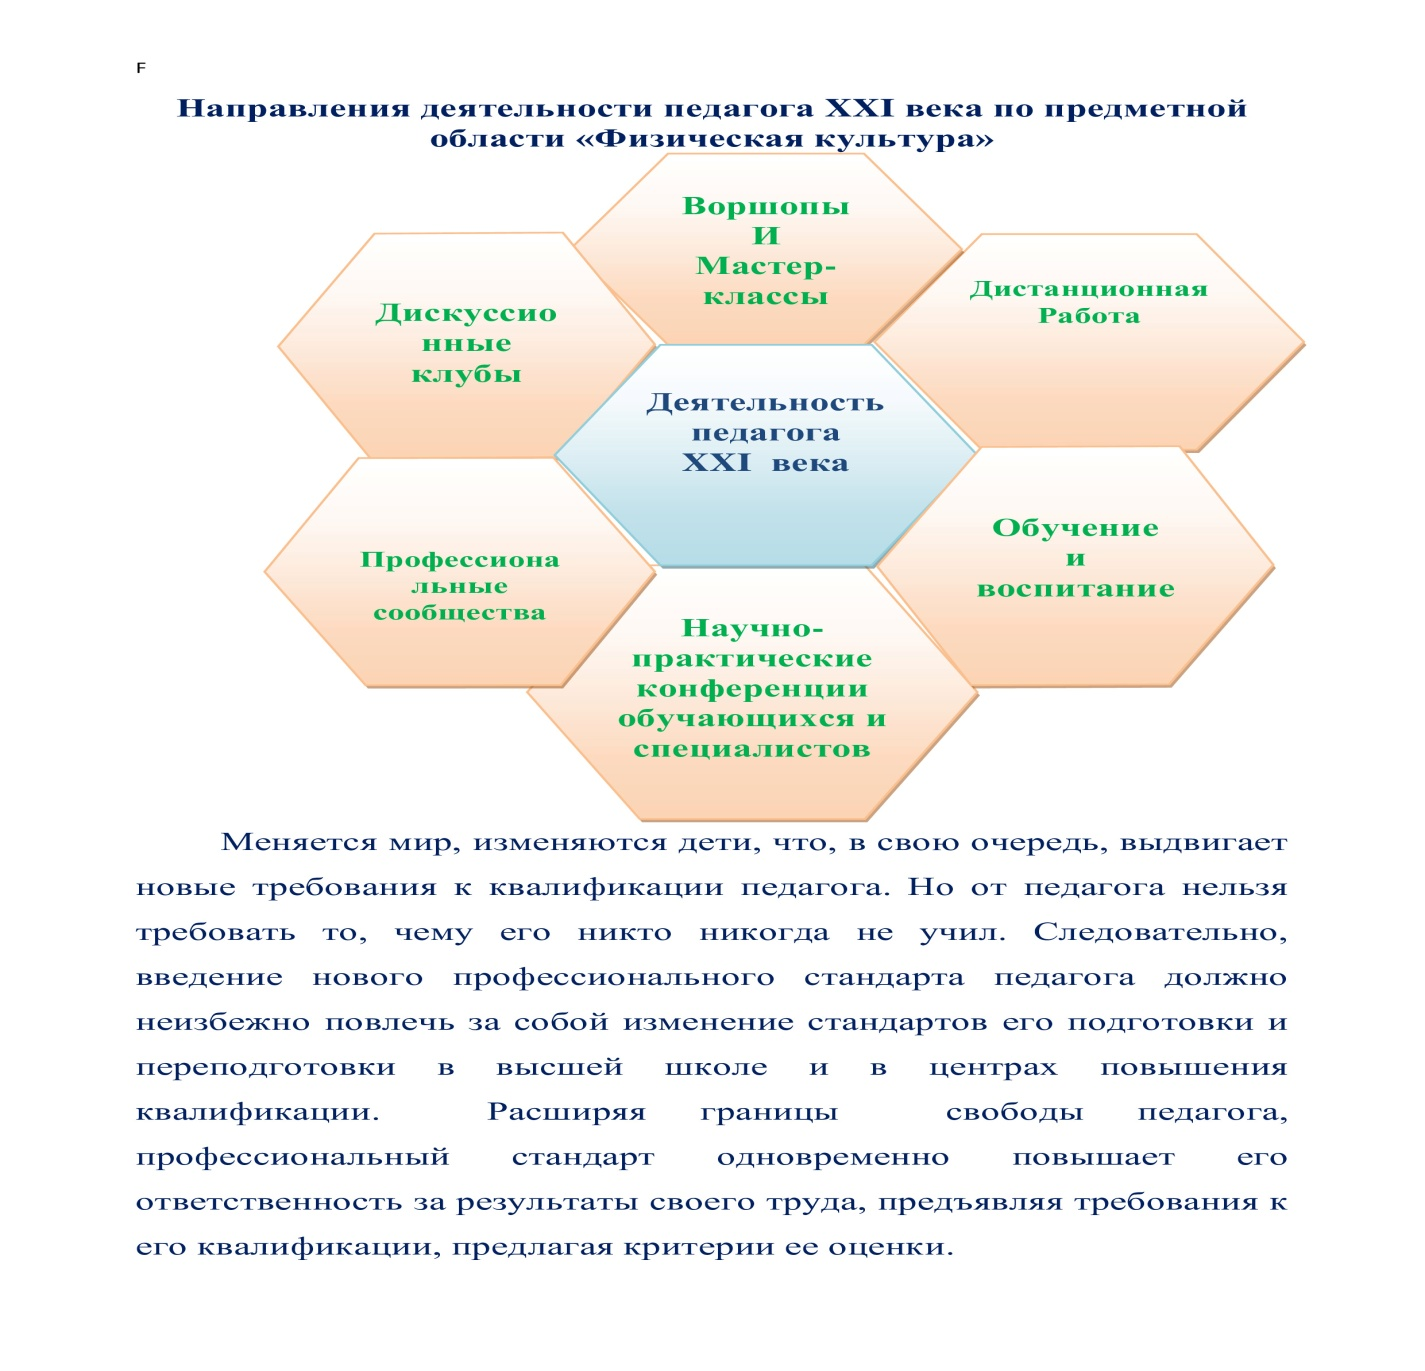 F
Направления деятельности педагога XXI века по предметной
области «Физическая культура»
Воршопы
И
Мастер-
классы
Дискуссио
нные
клубы
Дистанционная
Работа
Деятельность
педагога
XXI века
Профессиона
льные
сообщества
Обучение
и
воспитание
Научно-
практические
конференции
обучающихся и
специалистов
Меняется мир, изменяются дети, что, в свою очередь, выдвигает
новые требования к квалификации педагога. Но от педагога нельзя
требовать то, чему его никто никогда не учил. Следовательно,
введение нового профессионального стандарта педагога должно
неизбежно повлечь за собой изменение стандартов его подготовки и
переподготовки в высшей школе и в центрах повышения
квалификации. Расширяя границы свободы педагога,
профессиональный стандарт одновременно повышает его
ответственность за результаты своего труда, предъявляя требования к
его квалификации, предлагая критерии ее оценки.